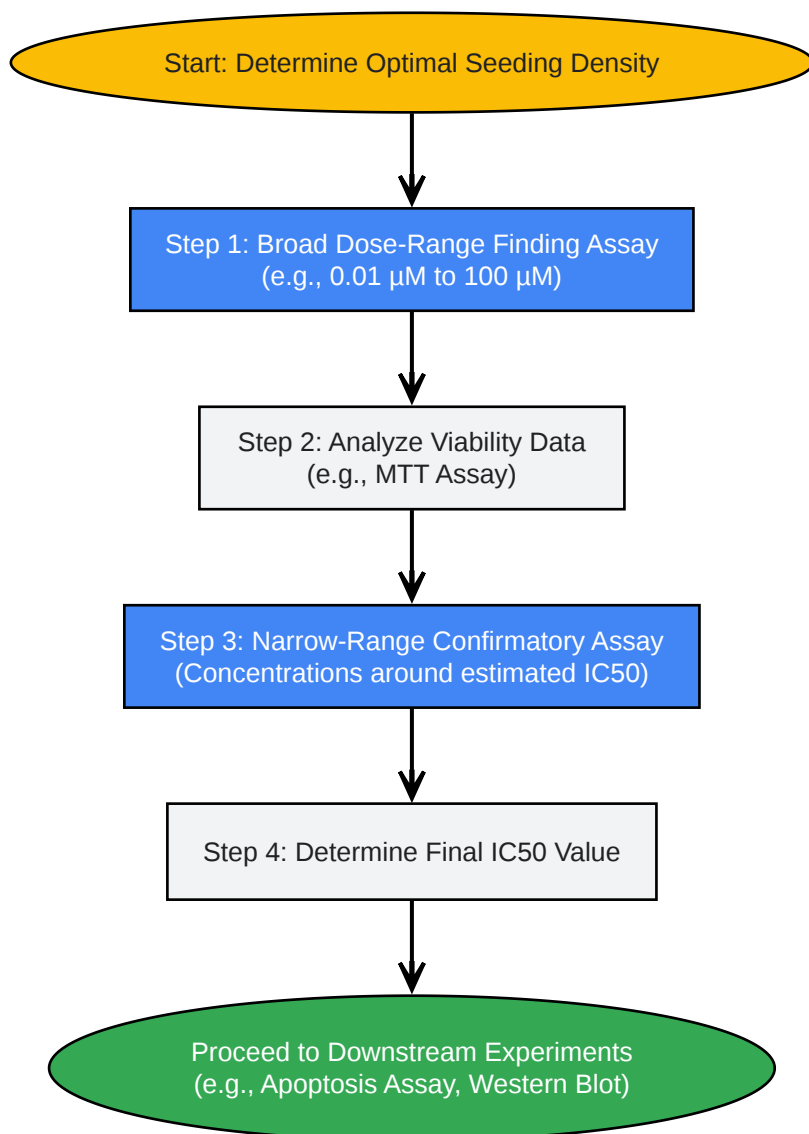 Start: Determine Optimal Seeding Density
Step 1: Broad Dose-Range Finding Assay
(e.g., 0.01 µM to 100 µM)
Step 2: Analyze Viability Data
(e.g., MTT Assay)
Step 3: Narrow-Range Confirmatory Assay
(Concentrations around estimated IC50)
Step 4: Determine Final IC50 Value
Proceed to Downstream Experiments
(e.g., Apoptosis Assay, Western Blot)